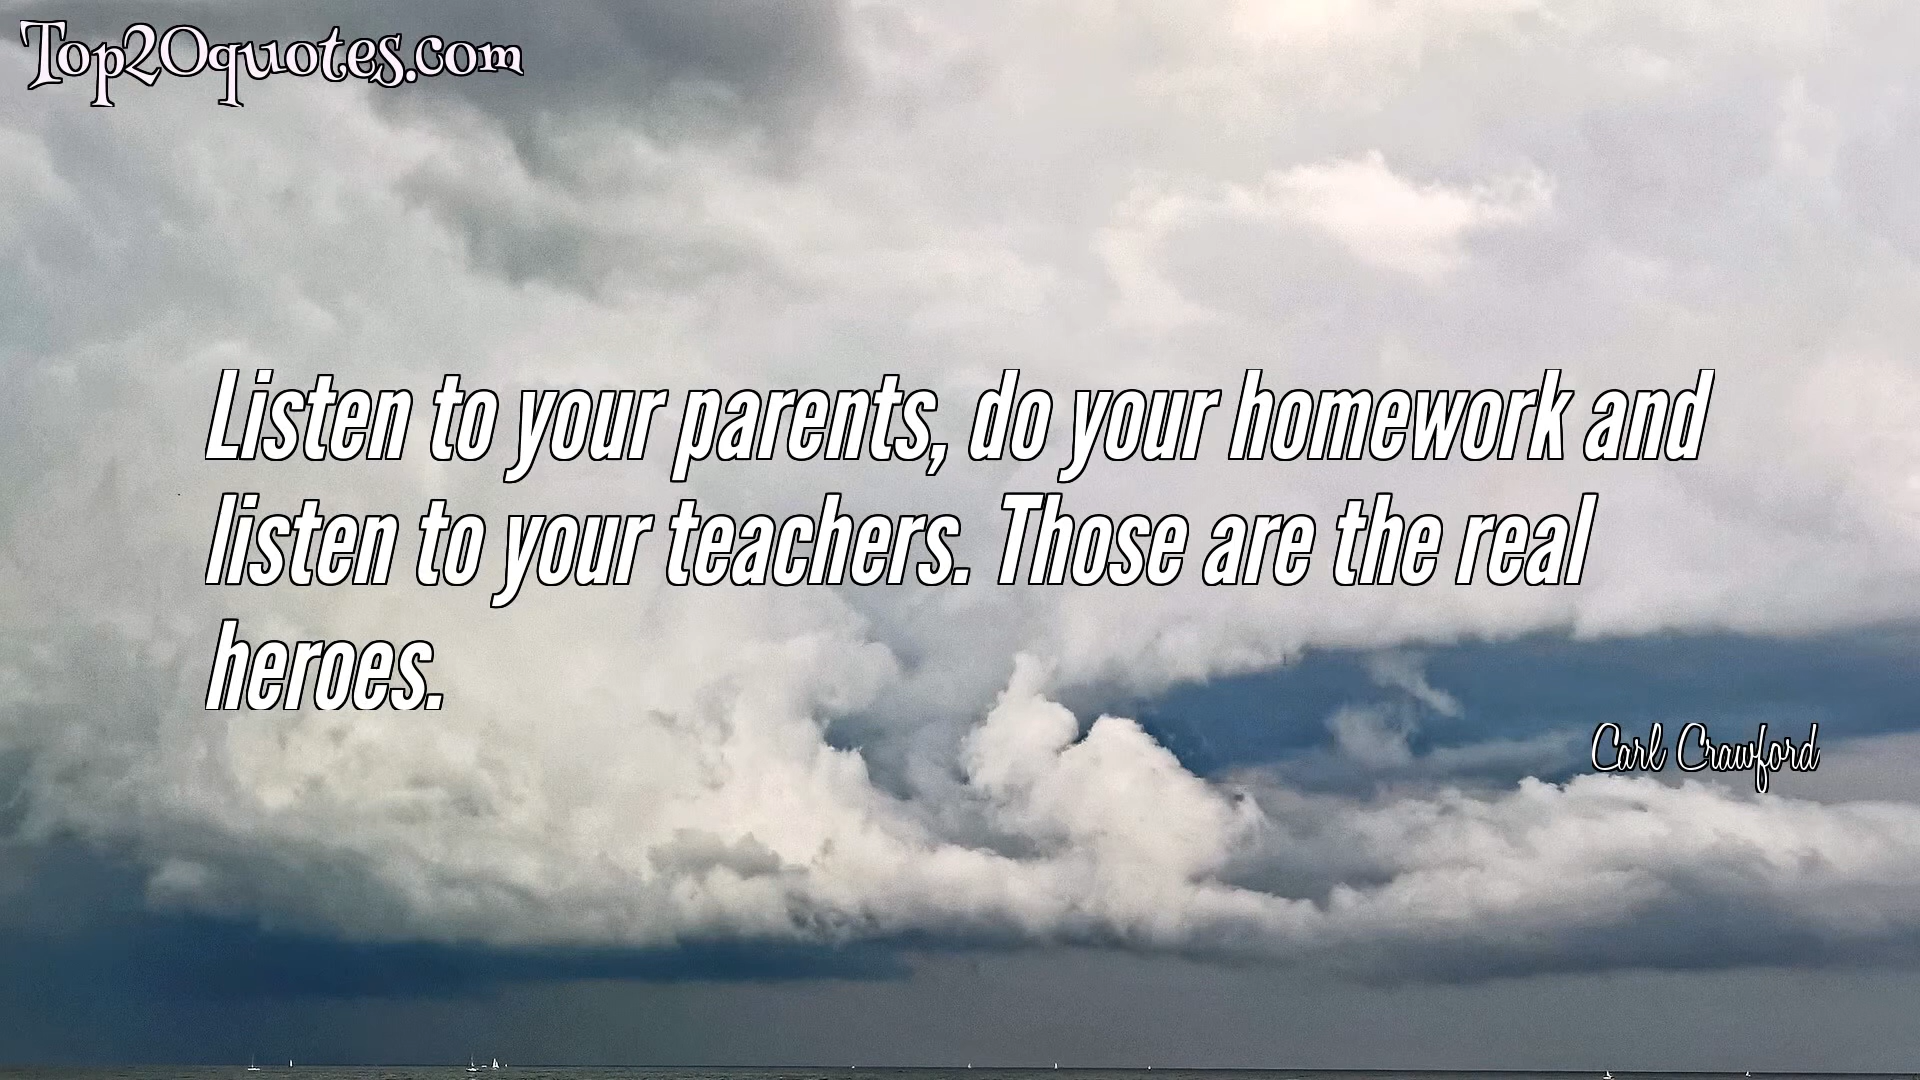 Top20quotes.com
Listen to your parents, do your homework and
listen to your teachers. Those are the real
heroes.
Carl Crawford